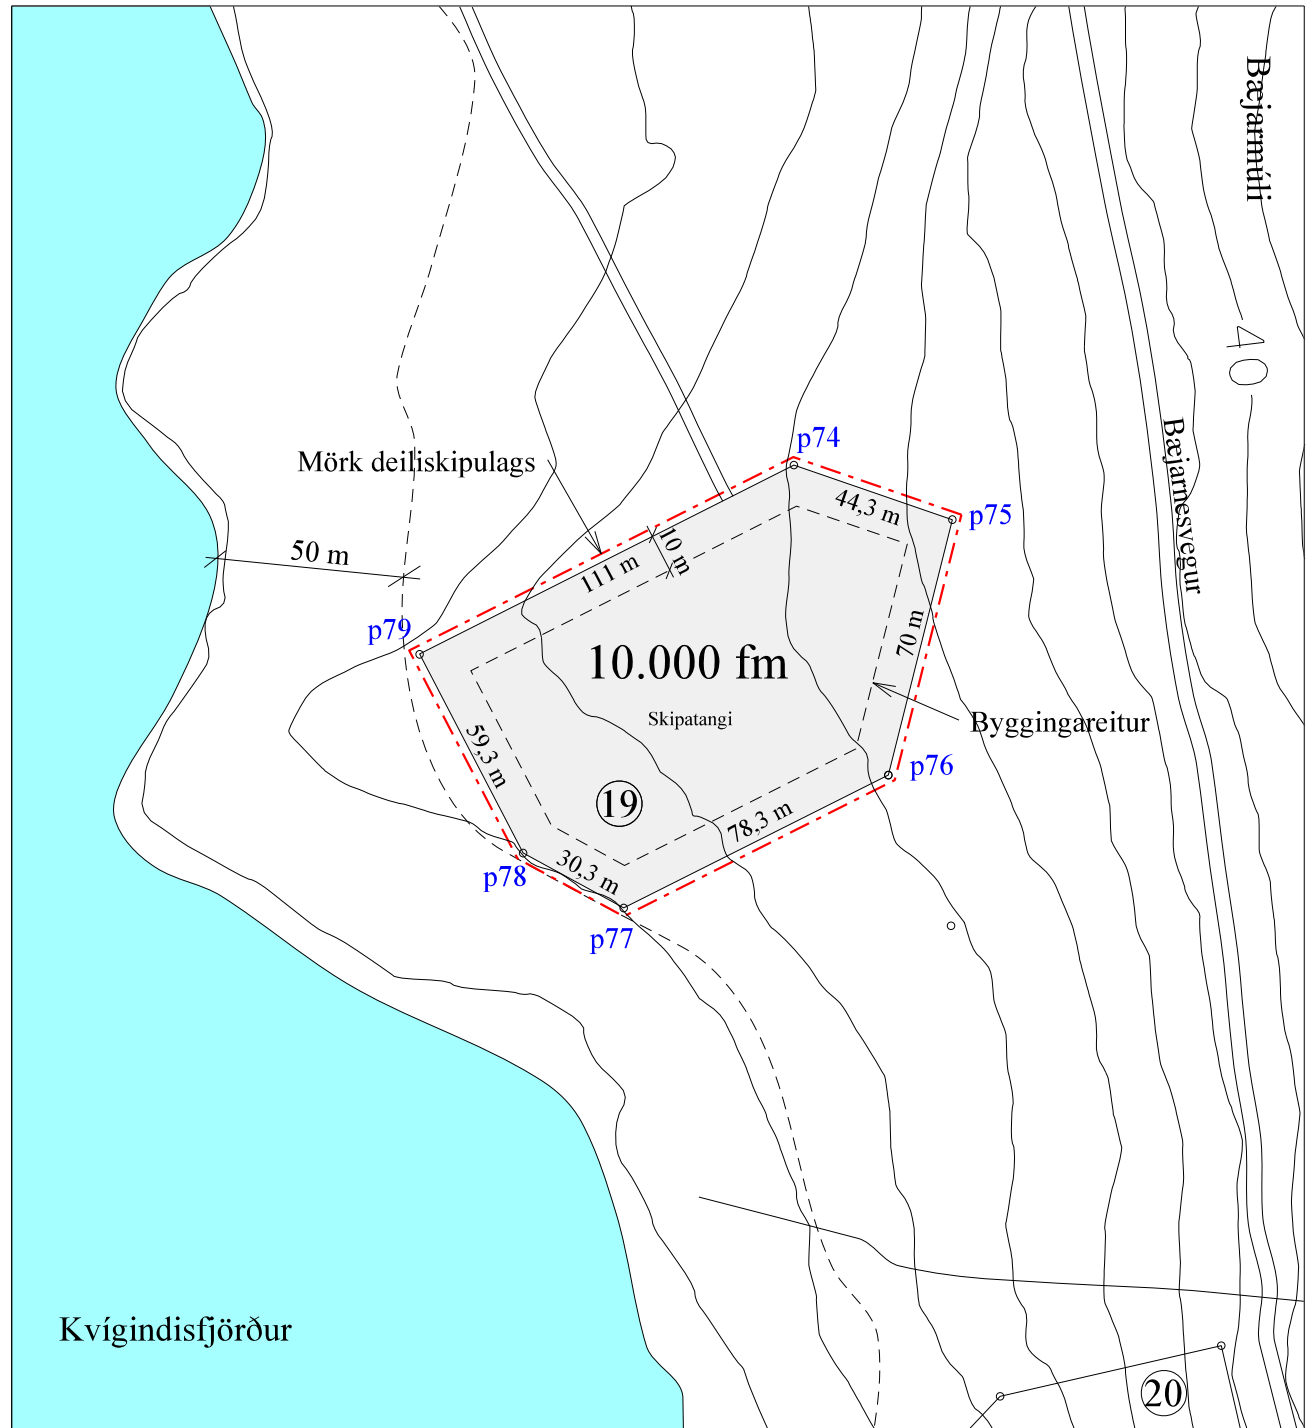 Bæjarmúli
40
p74
Mörk deiliskipulags
44,3 m
p75
Bæjarnesvegur
50 m
10 m
111 m
p79
70 m
10.000 fm
Skipatangi
Byggingareitur
59,3 m
p76
19
78,3 m
30,3 m
p78
p77
Kvígindisfjörður
20